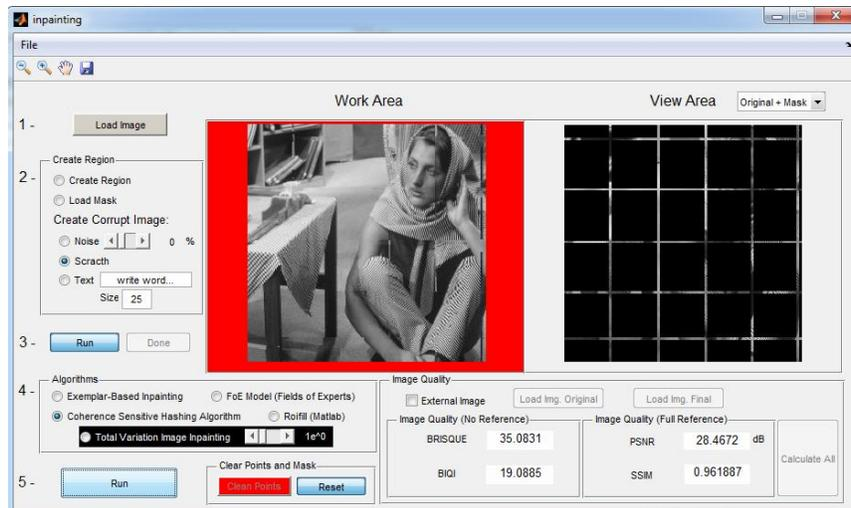 inpainting
File
Work Area
View Area
Original + Mask
1 -
Load Image
Create Region
2 -
Create Region
Load Mask
Create Corrupt Image:
Noise
0 %
Scracth
Text
write word...
Size
25
3 -
Run
Done
4 -
Algorithms
Exemplar-Based Inpainting
FoE Model (Fields of Experts)
Coherence Sensitive Hashing Algorithm
Roifill (Matlab)
Total Variation Image Inpainting
1e^0
Image Quality
External Image
Load Img. Original
Load Img. Final
Image Quality (No Reference)
BRISQUE
35.0831
BIQI
19.0885
Image Quality (Full Reference)
PSNR
28.4672 dB
SSIM
0.961887
Calculate All
5 -
Run
Clear Points and Mask
Clean Points
Reset